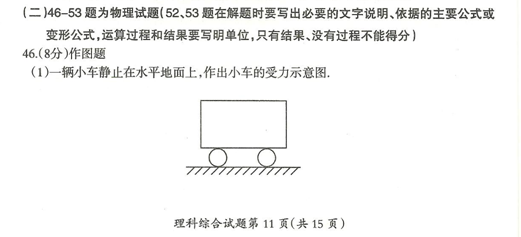 (二)46-53题为物理试题(52、53题在解题时要写出必要的文字说明、依据的主要公式或
变形公式,运算过程和结果要写明单位,只有结果、没有过程不能得分)
46.(8分)作图题
(1)一辆小车静止在水平地面上,作出小车的受力示意图.
理科综合试题第 11 页(共 15 页)